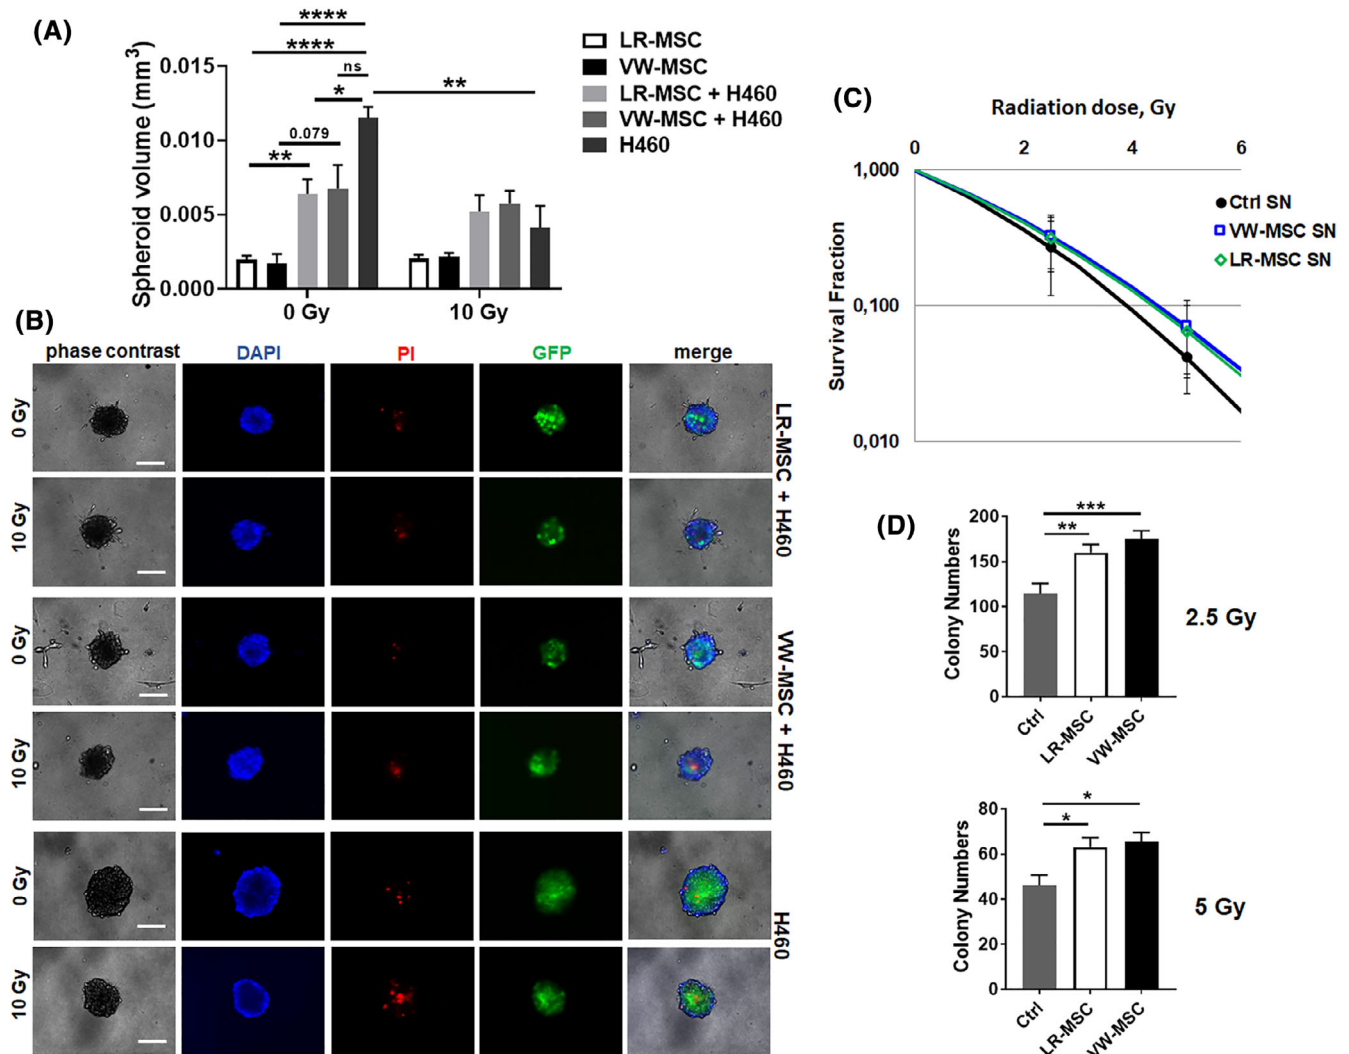 (A)
Spheroid volume (mm³)
0.015
0.010
0.005
0.000
****
****
ns
*
**
0.079
**
0 Gy
10 Gy
LR-MSC
VW-MSC
LR-MSC + H460
VW-MSC + H460
H460
(B)
phase contrast DAPI PI GFP merge
0 Gy
10 Gy
LR-MSC + H460
0 Gy
10 Gy
VW-MSC + H460
0 Gy
10 Gy
H460
(C)
Radiation dose, Gy
0 2 4 6
Survival Fraction
1,000
0,100
0,010
Ctrl SN
VW-MSC SN
LR-MSC SN
(D)
Colony Numbers
200
150
100
50
0
***
**
Ctrl
LR-MSC
VW-MSC
2.5 Gy
Colony Numbers
80
60
40
20
0
*
*
Ctrl
LR-MSC
VW-MSC
5 Gy